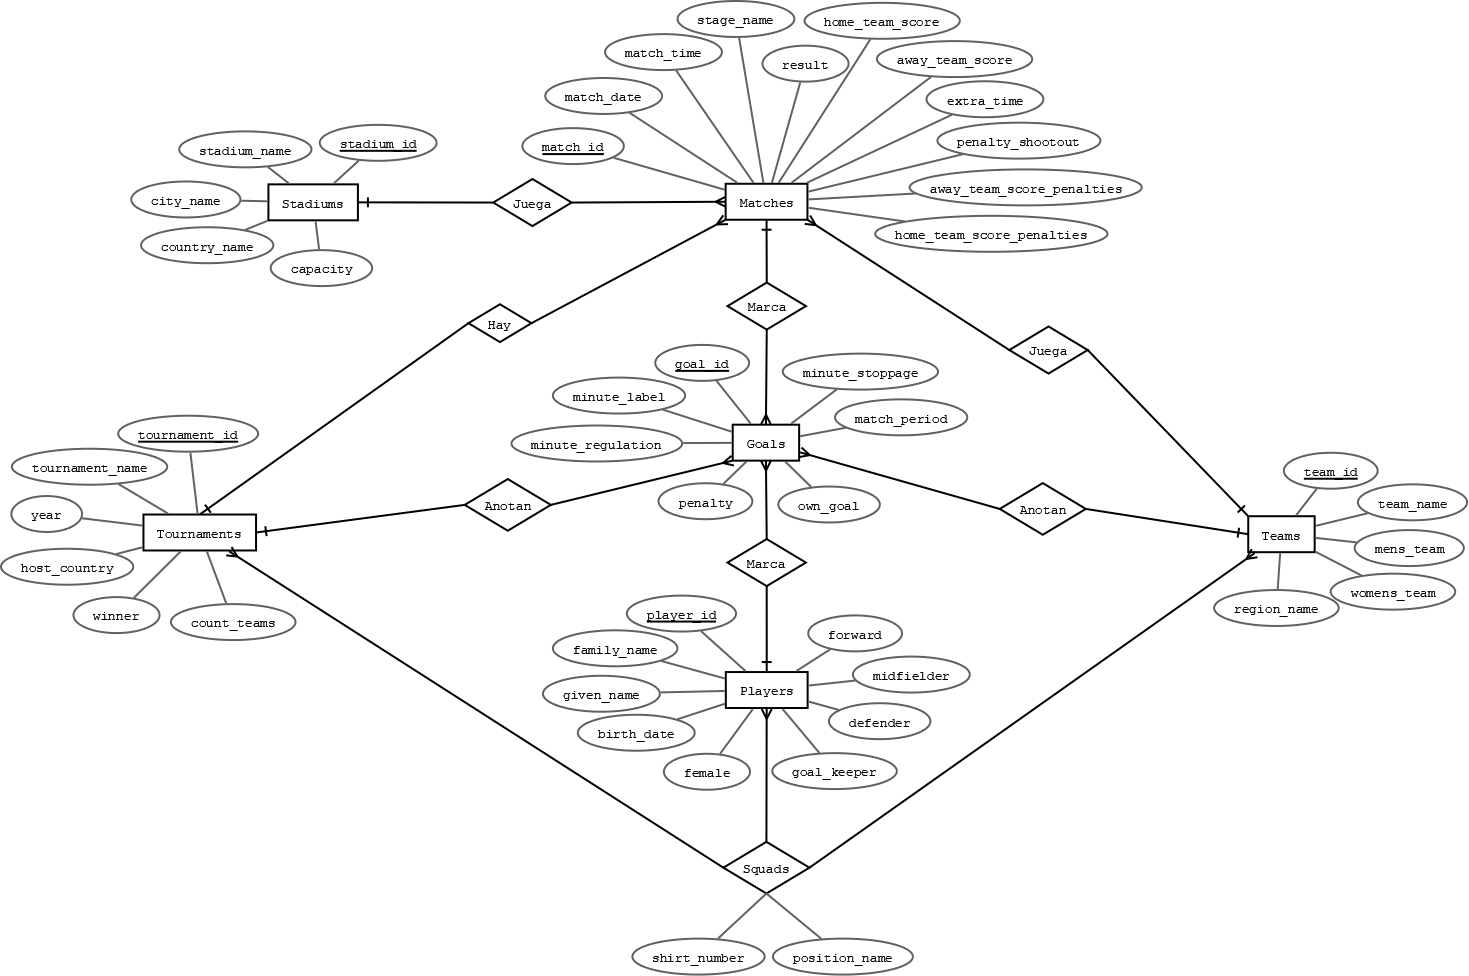 stage_name
home_team_score
match_time
result
away_team_score
match_date
extra_time
match_id
penalty_shootout
stadium_name
stadium_id
away_team_score_penalties
city_name
Stadiums
Juega
Matches
country_name
home_team_score_penalties
capacity
Marca
Hay
Juega
goal_id
minute_stoppage
minute_label
match_period
tournament_id
minute_regulation
Goals
tournament_name
team_id
penalty
own_goal
team_name
year
Anotan
Anotan
Tournaments
Teams
mens_team
host_country
Marca
womens_team
winner
count_teams
region_name
player_id
forward
family_name
midfielder
given_name
Players
birth_date
defender
female
goal_keeper
Squads
shirt_number
position_name